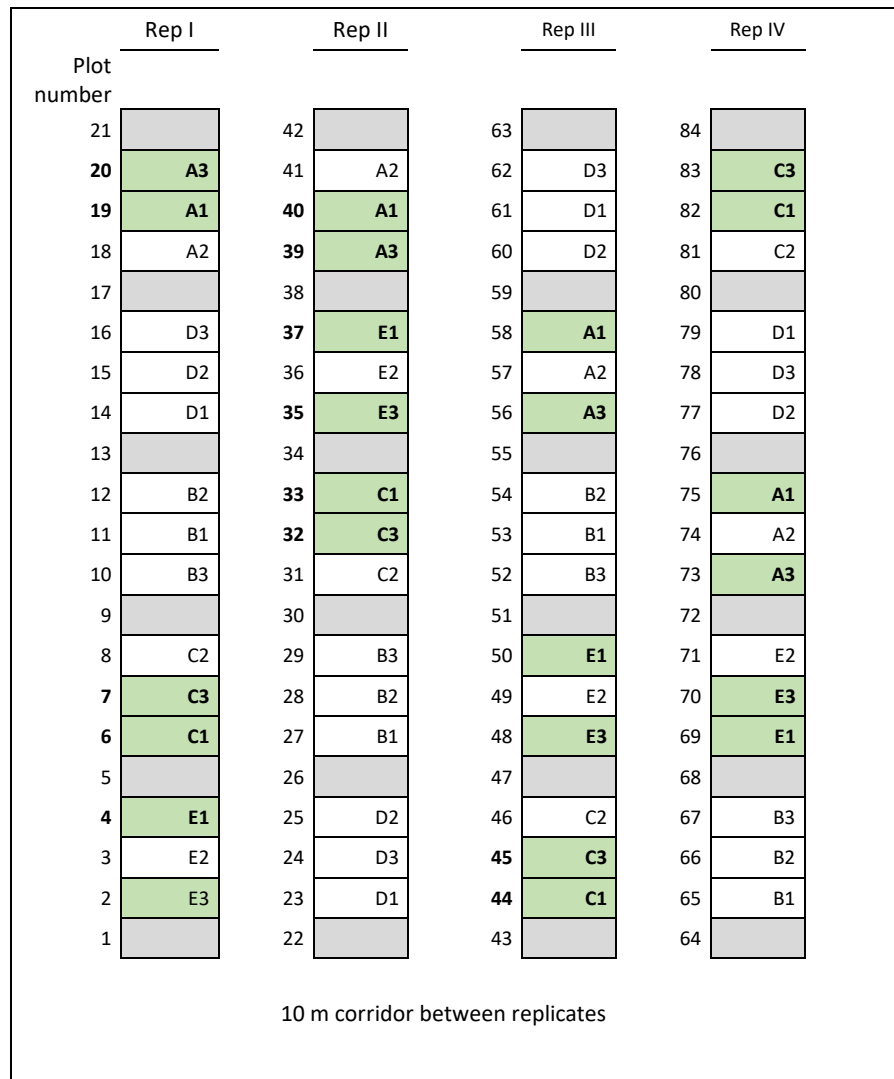 Rep I Rep II Rep III Rep IV
Plot
number
21 42 63 84
20 A3 41 A2 62 D3 83 C3
19 A1 40 A1 61 D1 82 C1
18 A2 39 A3 60 D2 81 C2
17 38 59 80
16 D3 37 E1 58 A1 79 D1
15 D2 36 E2 57 A2 78 D3
14 D1 35 E3 56 A3 77 D2
13 34 55 76
12 B2 33 C1 54 B2 75 A1
11 B1 32 C3 53 B1 74 A2
10 B3 31 C2 52 B3 73 A3
9 30 51 72
8 C2 29 B3 50 E1 71 E2
7 C3 28 B2 49 E2 70 E3
6 C1 27 B1 48 E3 69 E1
5 26 47 68
4 E1 25 D2 46 C2 67 B3
3 E2 24 D3 45 C3 66 B2
2 E3 23 D1 44 C1 65 B1
1 22 43 64
10 m corridor between replicates